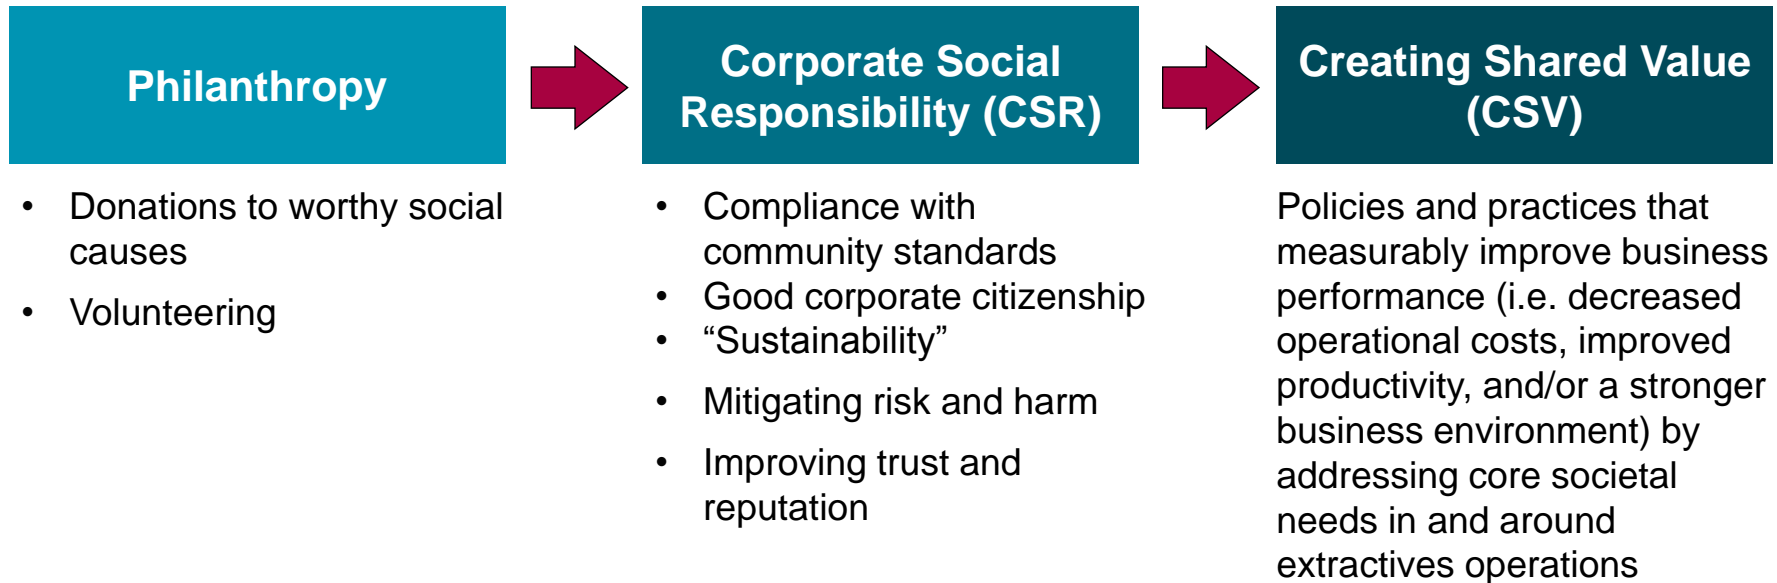 Philanthropy
• Donations to worthy social
causes
• Volunteering
Corporate Social
Responsibility (CSR)
• Compliance with
community standards
• Good corporate citizenship
• “Sustainability”
• Mitigating risk and harm
• Improving trust and
reputation
Creating Shared Value
(CSV)
Policies and practices that
measurably improve business
performance (i.e. decreased
operational costs, improved
productivity, and/or a stronger
business environment) by
addressing core societal
needs in and around
extractives operations